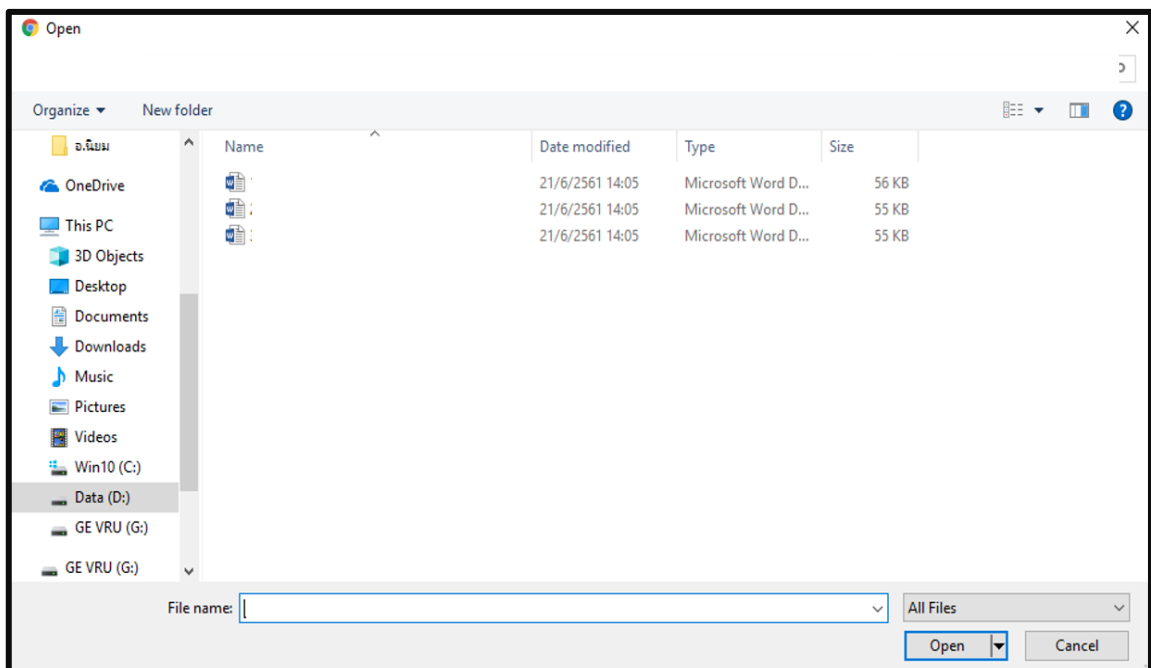 Open
Organize New folder
อ.นิยม
OneDrive
This PC
3D Objects
Desktop
Documents
Downloads
Music
Pictures
Videos
Win10 (C:)
Data (D:)
GE VRU (G:)
GE VRU (G:)
Name Date modified Type Size
21/6/2561 14:05 Microsoft Word D... 56 KB
21/6/2561 14:05 Microsoft Word D... 55 KB
21/6/2561 14:05 Microsoft Word D... 55 KB
File name: All Files
Open Cancel